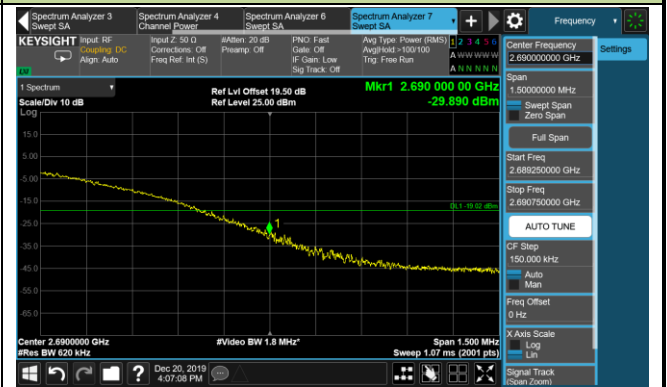 Spectrum Analyzer 3
Swept SA
Spectrum Analyzer 4
Channel Power
Spectrum Analyzer 6
Swept SA
Spectrum Analyzer 7
Swept SA
Frequency
KEYSIGHT
Input: RF
Coupling: DC
Align: Auto
Input Z: 50 Ω
Corrections: Off
Freq Ref: Int (S)
#Atten: 20 dB
Preamp: Off
PNO: Fast
Gate: Off
IF Gain: Low
Sig Track: Off
Avg Type: Power (RMS)
Avg|Hold >100/100
Trig: Free Run
1 2 3 4 5 6
A W W W W W
A N N N N N
Center Frequency
2.690000000 GHz
Settings
Span
1.50000000 MHz
Swept Span
Zero Span
Full Span
Start Freq
2.689250000 GHz
Stop Freq
2.690750000 GHz
AUTO TUNE
CF Step
150.000 kHz
Auto
Man
Freq Offset
0 Hz
X Axis Scale
Log
Lin
Signal Track
(Span Zoom)
1 Spectrum
Scale/Div 10 dB
Log
Ref Lvl Offset 19.50 dB
Ref Level 25.00 dBm
Mkr1 2.690 000 00 GHz
-29.890 dBm
15.0
5.00
-5.00
-15.0
DL1 -19.02 dBm
-25.0
1
-35.0
-45.0
-55.0
-65.0
Center 2.6900000 GHz
#Res BW 620 kHz
#Video BW 1.8 MHz*
Span 1.500 MHz
Sweep 1.07 ms (2001 pts)
?
Dec 20, 2019
4:07:08 PM